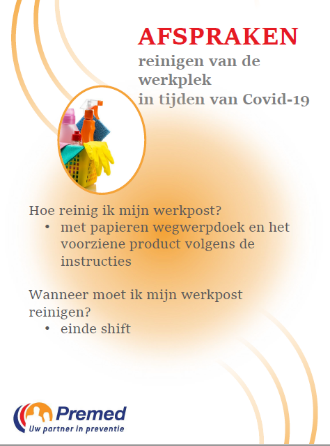 AFSPRAKEN
reinigen van de
werkplek
in tijden van Covid-19
Hoe reinig ik mijn werkpost?
• met papieren wegwerpdoek en het
voorziene product volgens de
instructies
Wanneer moet ik mijn werkpost
reinigen?
• einde shift
Premed
Uw partner in preventie